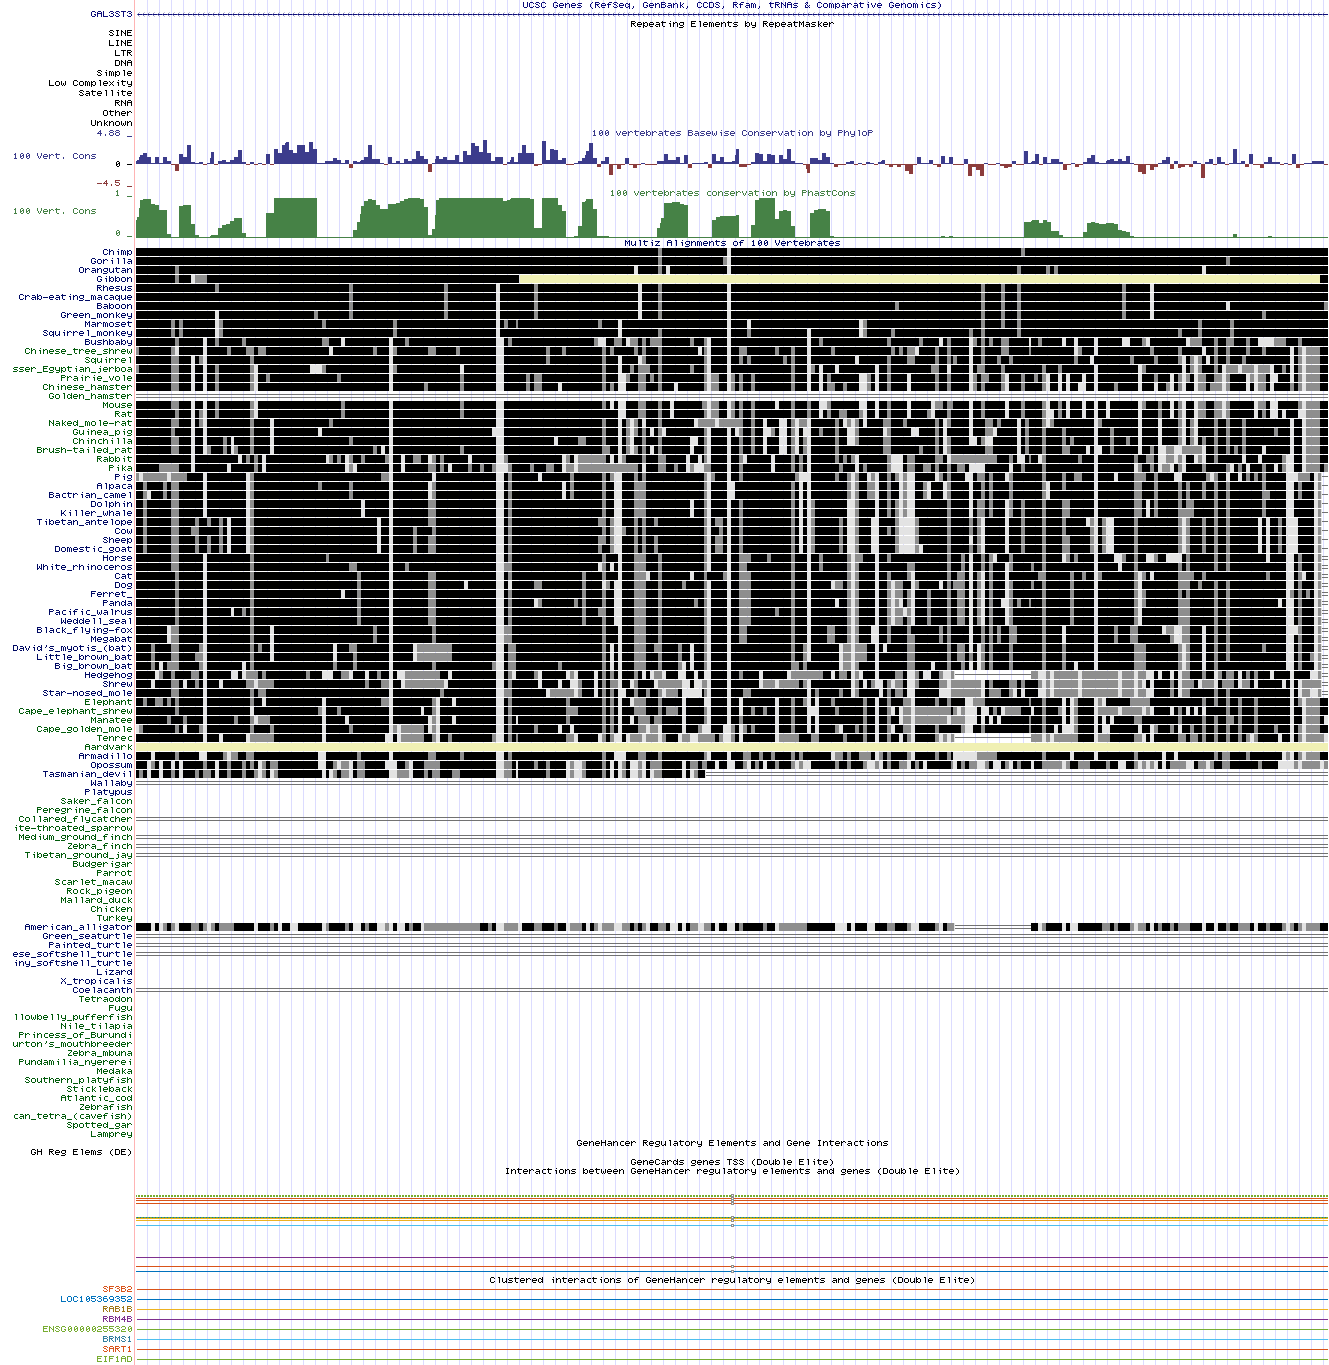 UCSC Genes (RefSeq, GenBank, CCDS, Rfam, tRNAs & Comparative Genomics)
GAL3ST3
Repeating Elements by RepeatMasker
SINE
LINE
LTR
DNA
Simple
Low Complexity
Satellite
RNA
Other
Unknown
100 vertebrates Basewise Conservation by PhyloP
4.88 _
100 Vert. Cons
0 _
-4.5 _
100 vertebrates conservation by PhastCons
1 _
100 Vert. Cons
0 _
Multiz Alignments of 100 Vertebrates
Chimp
Gorilla
Orangutan
Gibbon
Rhesus
Crab-eating_macaque
Baboon
Green_monkey
Marmoset
Squirrel_monkey
Bushbaby
Chinese_tree_shrew
Squirrel
sser_Egyptian_jerboa
Prairie_vole
Chinese_hamster
Golden_hamster
Mouse
Rat
Naked_mole-rat
Guinea_pig
Chinchilla
Brush-tailed_rat
Rabbit
Pika
Pig
Alpaca
Bactrian_camel
Dolphin
Killer_whale
Tibetan_antelope
Cow
Sheep
Domestic_goat
Horse
White_rhinoceros
Cat
Dog
Ferret_
Panda
Pacific_walrus
Weddell_seal
Black_flying-fox
Megabat
David's_myotis_(bat)
Little_brown_bat
Big_brown_bat
Hedgehog
Shrew
Star-nosed_mole
Elephant
Cape_elephant_shrew
Manatee
Cape_golden_mole
Tenrec
Aardvark
Armadillo
Opossum
Tasmanian_devil
Wallaby
Platypus
Saker_falcon
Peregrine_falcon
Collared_flycatcher
ite-throated_sparrow
Medium_ground_finch
Zebra_finch
Tibetan_ground_jay
Budgerigar
Parrot
Scarlet_macaw
Rock_pigeon
Mallard_duck
Chicken
Turkey
American_alligator
Green_seaturtle
Painted_turtle
ese_softshell_turtle
iny_softshell_turtle
Lizard
X_tropicalis
Coelacanth
Tetraodon
Fugu
llowbelly_pufferfish
Nile_tilapia
Princess_of_Burundi
urton's_mouthbreeder
Zebra_mbuna
Pundamilia_nyererei
Medaka
Southern_platyfish
Stickleback
Atlantic_cod
Zebrafish
can_tetra_(cavefish)
Spotted_gar
Lamprey
GeneHancer Regulatory Elements and Gene Interactions
GH Reg Elems (DE)
GeneCards genes TSS (Double Elite)
Interactions between GeneHancer regulatory elements and genes (Double Elite)
Clustered interactions of GeneHancer regulatory elements and genes (Double Elite)
SF3B2
LOC105369352
RAB1B
RBM4B
ENSG00000255320
BRMS1
SART1
EIF1AD